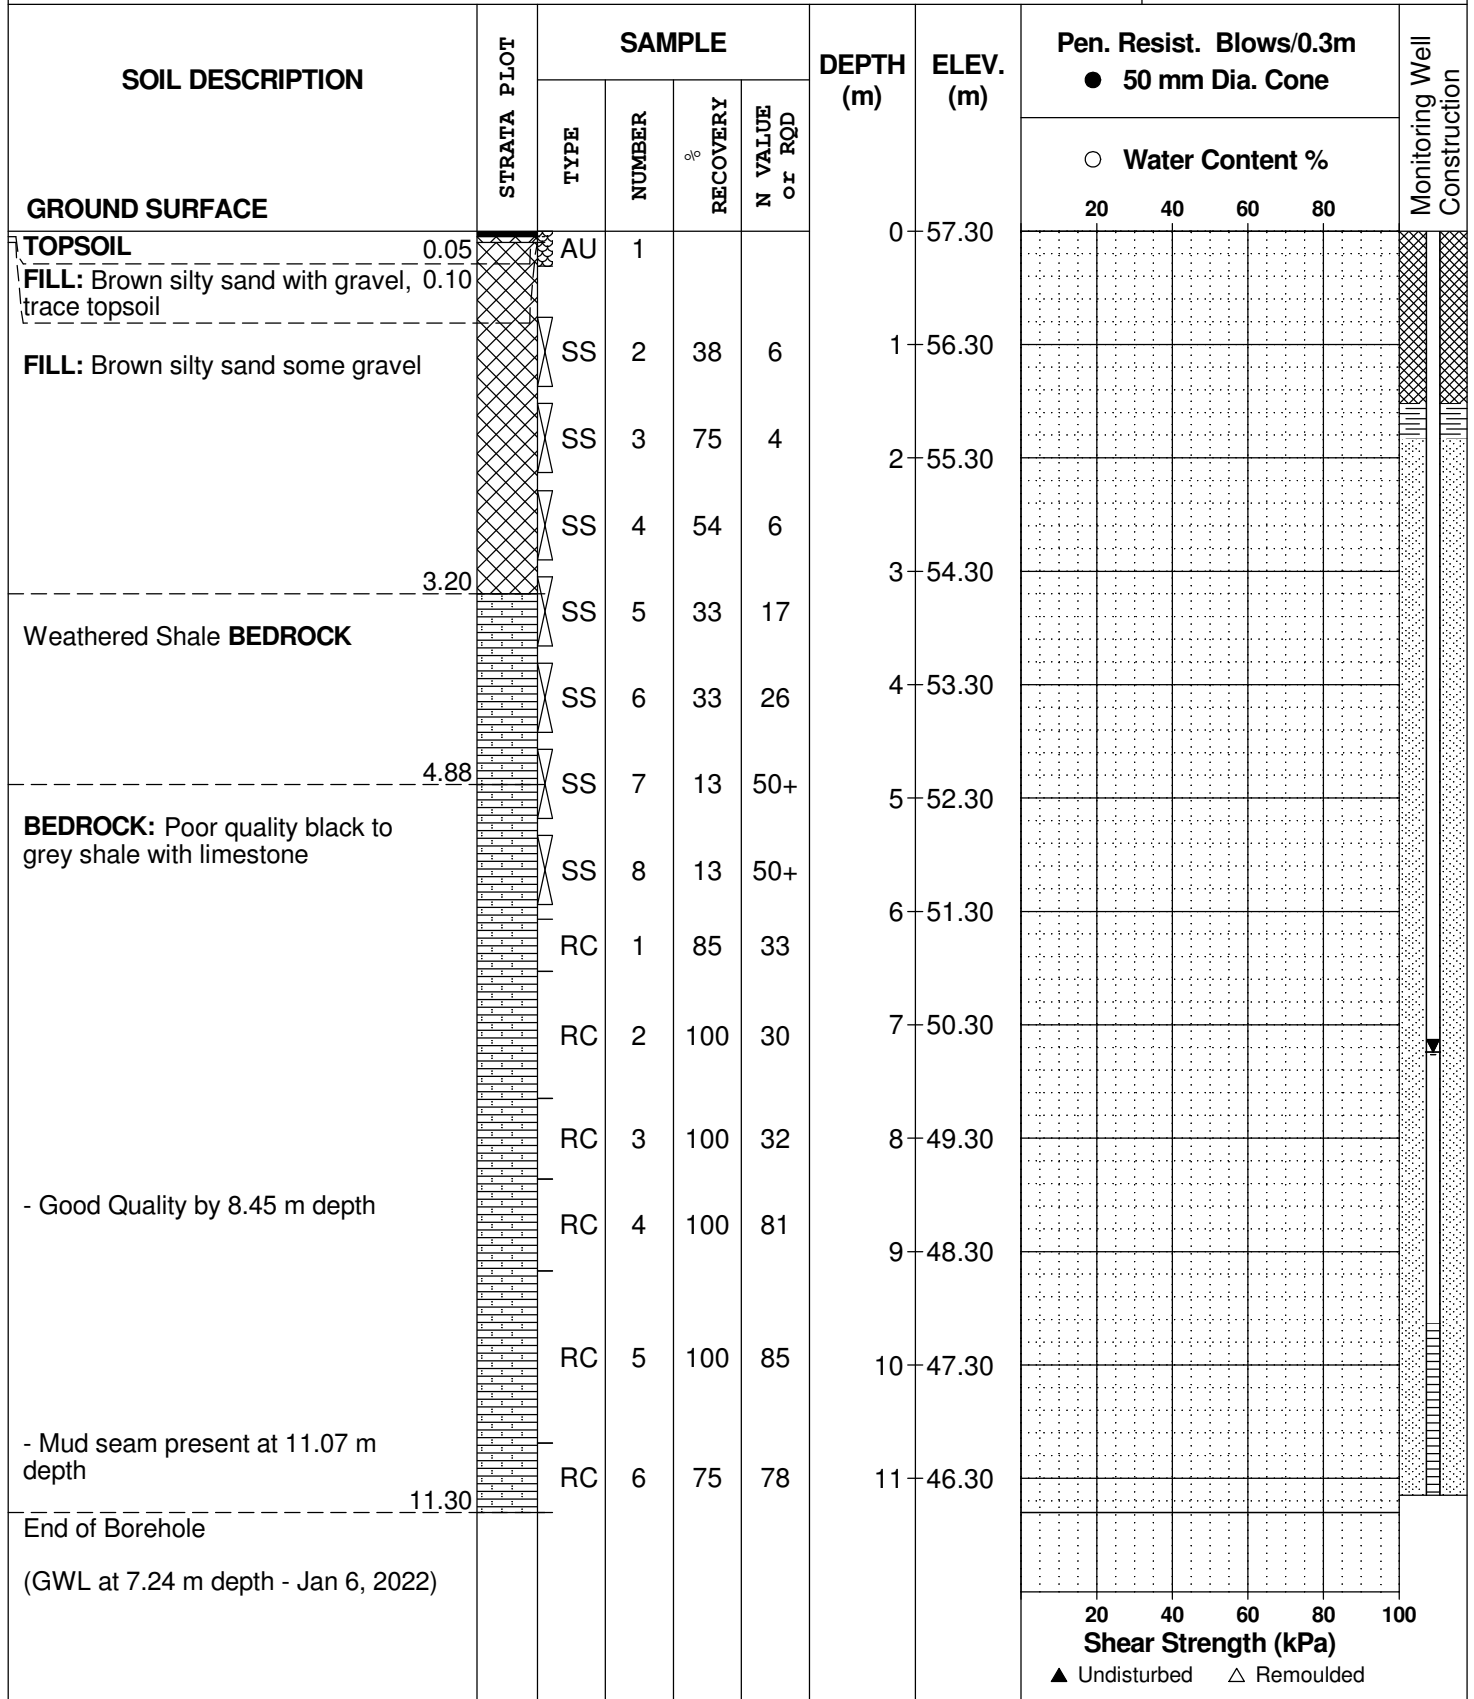 SOIL DESCRIPTION
GROUND SURFACE
STRATA PLOT
SAMPLE
TYPE
NUMBER
% RECOVERY
N VALUE or RQD
DEPTH (m)
ELEV. (m)
Pen. Resist. Blows/0.3m
● 50 mm Dia. Cone
○ Water Content %
20 40 60 80
Monitoring Well Construction
0 57.30
TOPSOIL 0.05 AU 1
FILL: Brown silty sand with gravel, 0.10
trace topsoil
FILL: Brown silty sand some gravel
SS 2 38 6
1 56.30
SS 3 75 4
2 55.30
SS 4 54 6
3 54.30
3.20
SS 5 33 17
Weathered Shale BEDROCK
4 53.30
SS 6 33 26
4.88
SS 7 13 50+
5 52.30
BEDROCK: Poor quality black to
grey shale with limestone
SS 8 13 50+
6 51.30
RC 1 85 33
7 50.30
RC 2 100 30
RC 3 100 32
8 49.30
- Good Quality by 8.45 m depth
RC 4 100 81
9 48.30
RC 5 100 85
10 47.30
- Mud seam present at 11.07 m
depth
RC 6 75 78
11 46.30
11.30
End of Borehole
(GWL at 7.24 m depth - Jan 6, 2022)
20 40 60 80 100
Shear Strength (kPa)
▲ Undisturbed △ Remoulded